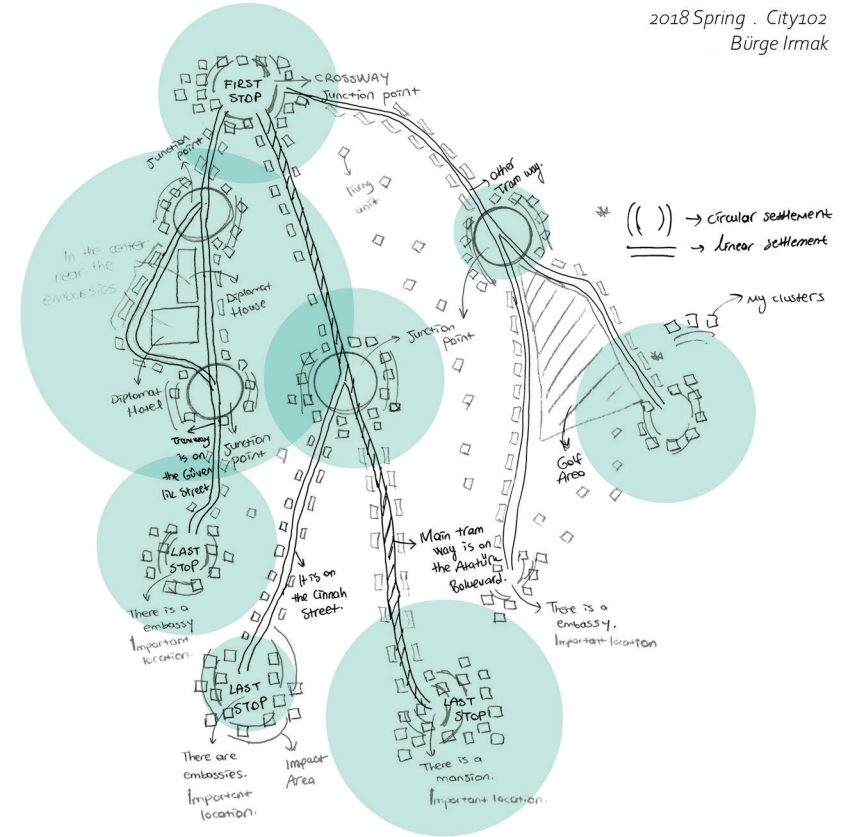 2018 Spring . City102
Bürge Irmak
FIRST
STOP
CROSSWAY
Junction point
Junction
point
living
unit
other
Tram way.
(( )) → circular settlement
→ linear settlement
My clusters
In the center
near the
embassies.
Diplomat
House
Junction
Point
Diplomat
Hotel
Tramway
is on
the Güven
lik Street
Junction
point
Golf
Area
LAST
STOP
Main tram
way is on
the Atatürk
Boluevard.
It is on
the Cinnah
Street.
There is a
embassy
Important
location.
There is a
embassy.
Important location
LAST
STOP
LAST
STOP
There are
embassies.
Important
location.
Impact
Area
There is a
mansion.
Important location.